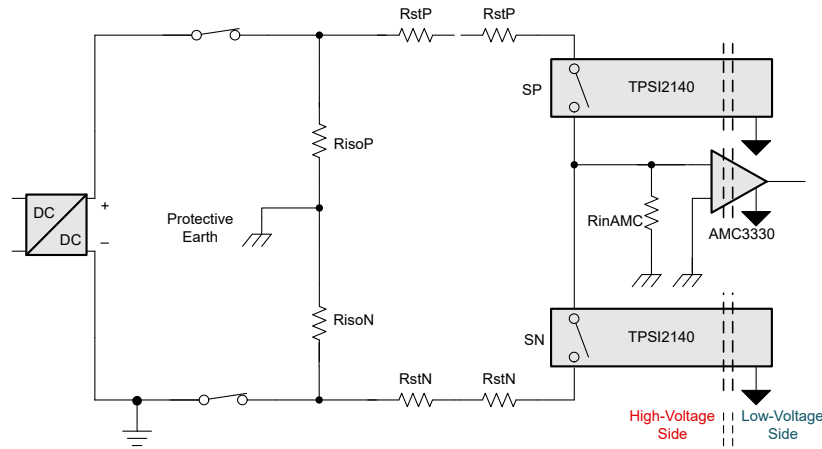 RstP
RstP
SP
TPSI2140
RisoP
DC
DC
+
–
Protective
Earth
RinAMC
AMC3330
RisoN
SN
TPSI2140
RstN
RstN
High-Voltage
Side
Low-Voltage
Side